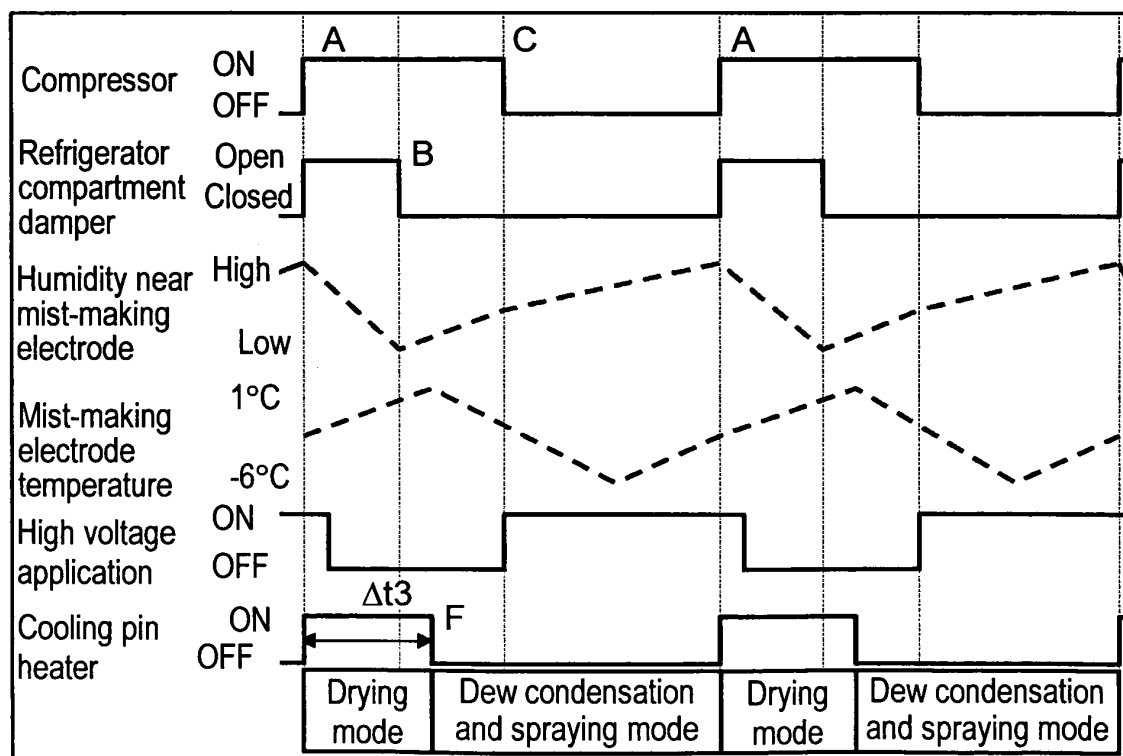 A C A
Compressor ON
OFF
Refrigerator compartment damper Open B
Closed
Humidity near mist-making electrode High
Low
Mist-making electrode temperature 1°C
-6°C
High voltage application ON
OFF
Δt3
Cooling pin heater ON F
OFF
Drying mode Dew condensation and spraying mode Drying mode Dew condensation and spraying mode